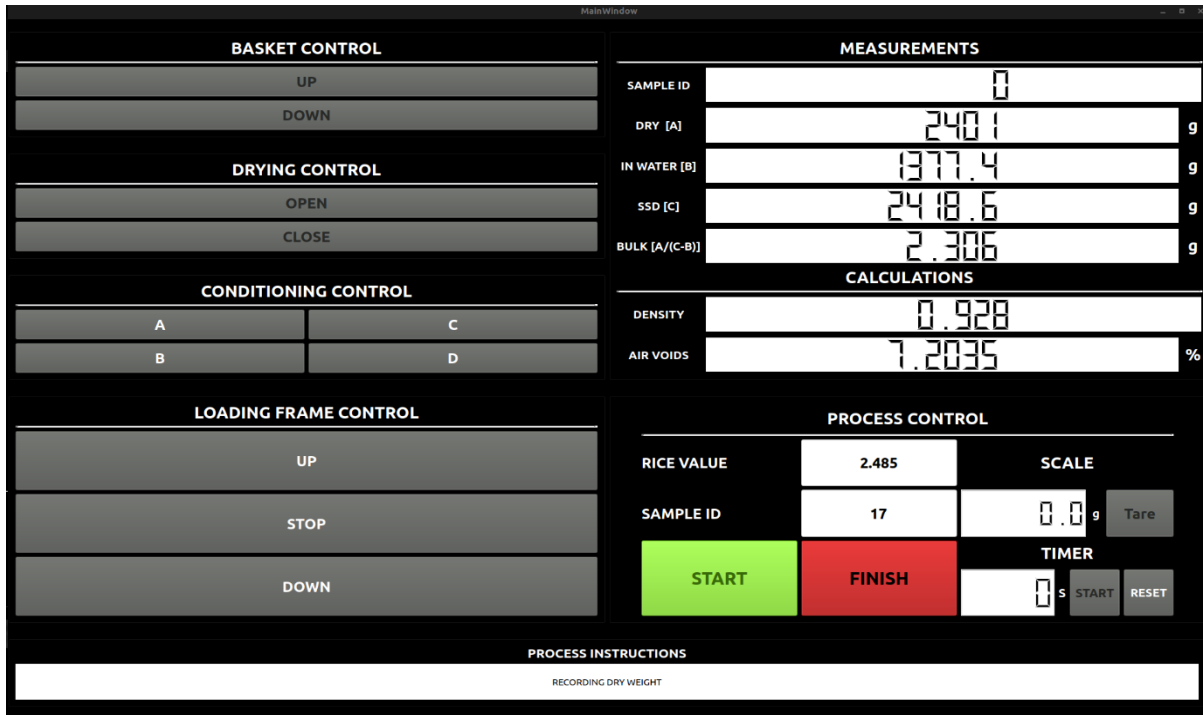 MainWindow
BASKET CONTROL
UP
DOWN
DRYING CONTROL
OPEN
CLOSE
CONDITIONING CONTROL
A C
B D
LOADING FRAME CONTROL
UP
STOP
DOWN
MEASUREMENTS
SAMPLE ID 0
DRY [A] 2401 g
IN WATER [B] 1377.4 g
SSD [C] 2418.6 g
BULK [A/(C-B)] 2.306 g
CALCULATIONS
DENSITY 0.928
AIR VOIDS 7.2035 %
PROCESS CONTROL
RICE VALUE 2.485 SCALE
SAMPLE ID 17 0.0 g Tare
START FINISH TIMER
0 S START RESET
PROCESS INSTRUCTIONS
RECORDING DRY WEIGHT